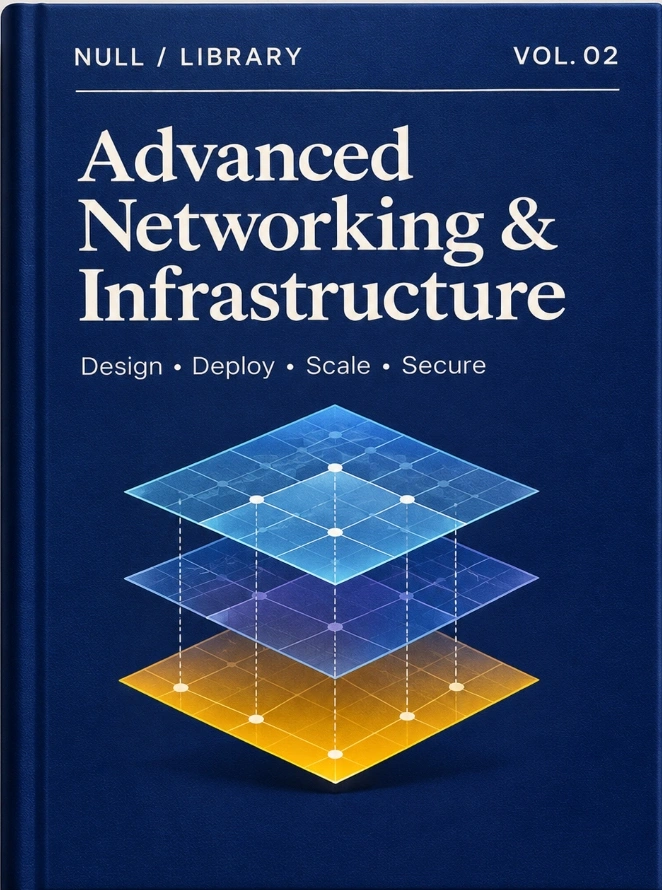 NULL / LIBRARY
VOL. 02
Advanced
Networking &
Infrastructure
Design • Deploy • Scale • Secure